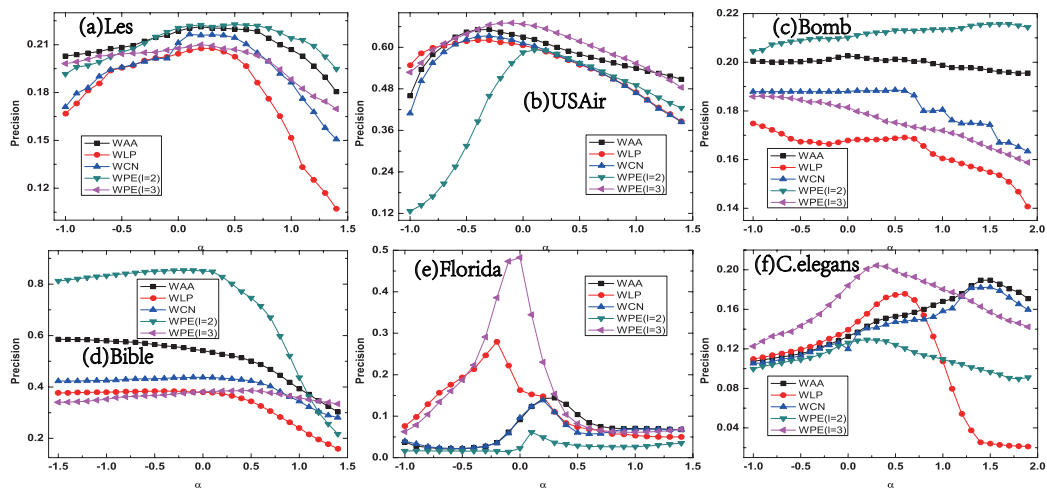 (a)Les
Precision
0.21
0.18
0.15
0.12
WAA
WLP
WCN
WPE(l=2)
WPE(l=3)
-1.0 -0.5 0.0 0.5 1.0 1.5
α
(b)USAir
Precision
0.60
0.48
0.36
0.24
0.12
WAA
WLP
WCN
WPE(l=2)
WPE(l=3)
-1.0 -0.5 0.0 0.5 1.0 1.5
α
(c)Bomb
Precision
0.22
0.20
0.18
0.16
0.14
WAA
WLP
WCN
WPE(l=2)
WPE(l=3)
-1.0 -0.5 0.0 0.5 1.0 1.5 2.0
α
(d)Bible
Precision
0.8
0.6
0.4
0.2
WAA
WLP
WCN
WPE(l=2)
WPE(l=3)
-1.5 -1.0 -0.5 0.0 0.5 1.0 1.5
α
(e)Florida
Precision
0.5
0.4
0.3
0.2
0.1
0.0
WAA
WLP
WCN
WPE(l=2)
WPE(l=3)
-1.0 -0.5 0.0 0.5 1.0 1.5
α
(f)C.elegans
Precision
0.20
0.16
0.12
0.08
0.04
WAA
WLP
WCN
WPE(l=2)
WPE(l=3)
-1.0 -0.5 0.0 0.5 1.0 1.5 2.0
α